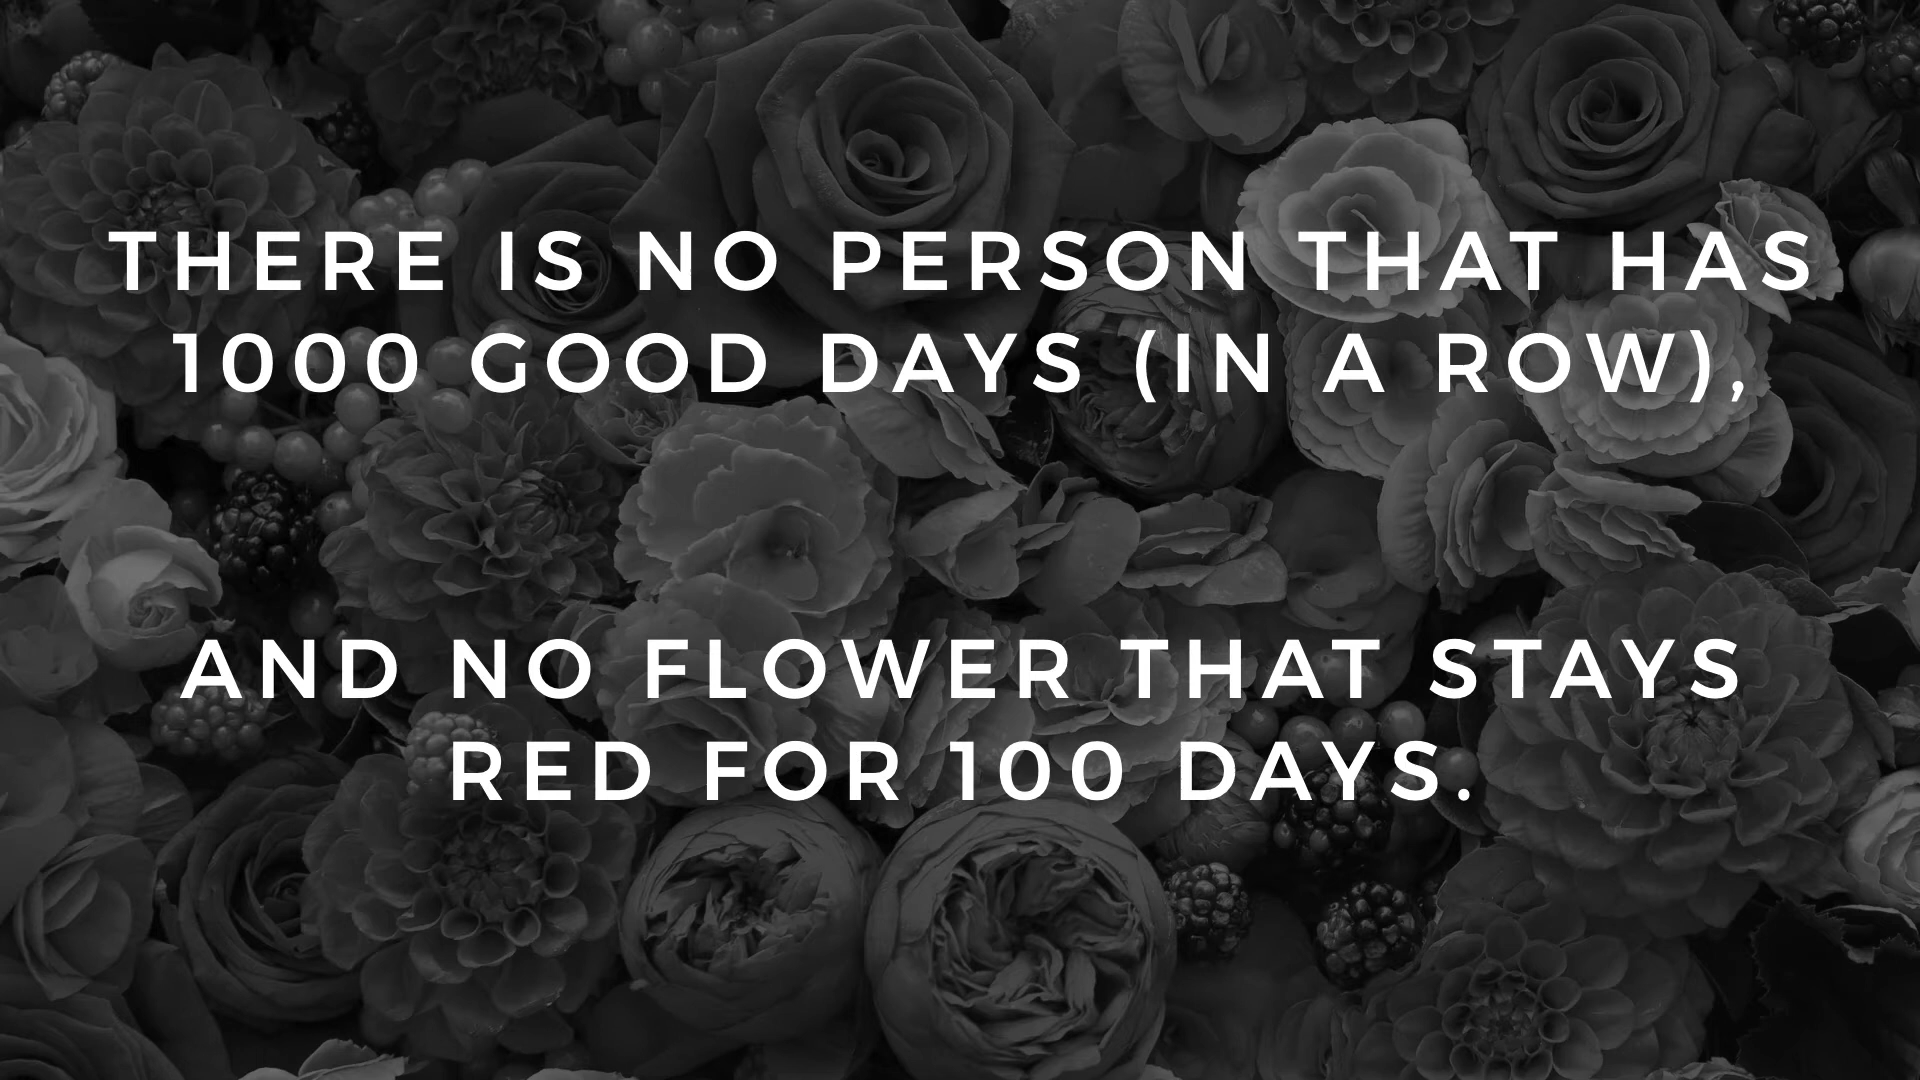 THERE IS NO PERSON THAT HAS
1000 GOOD DAYS (IN A ROW),
AND NO FLOWER THAT STAYS
RED FOR 100 DAYS.